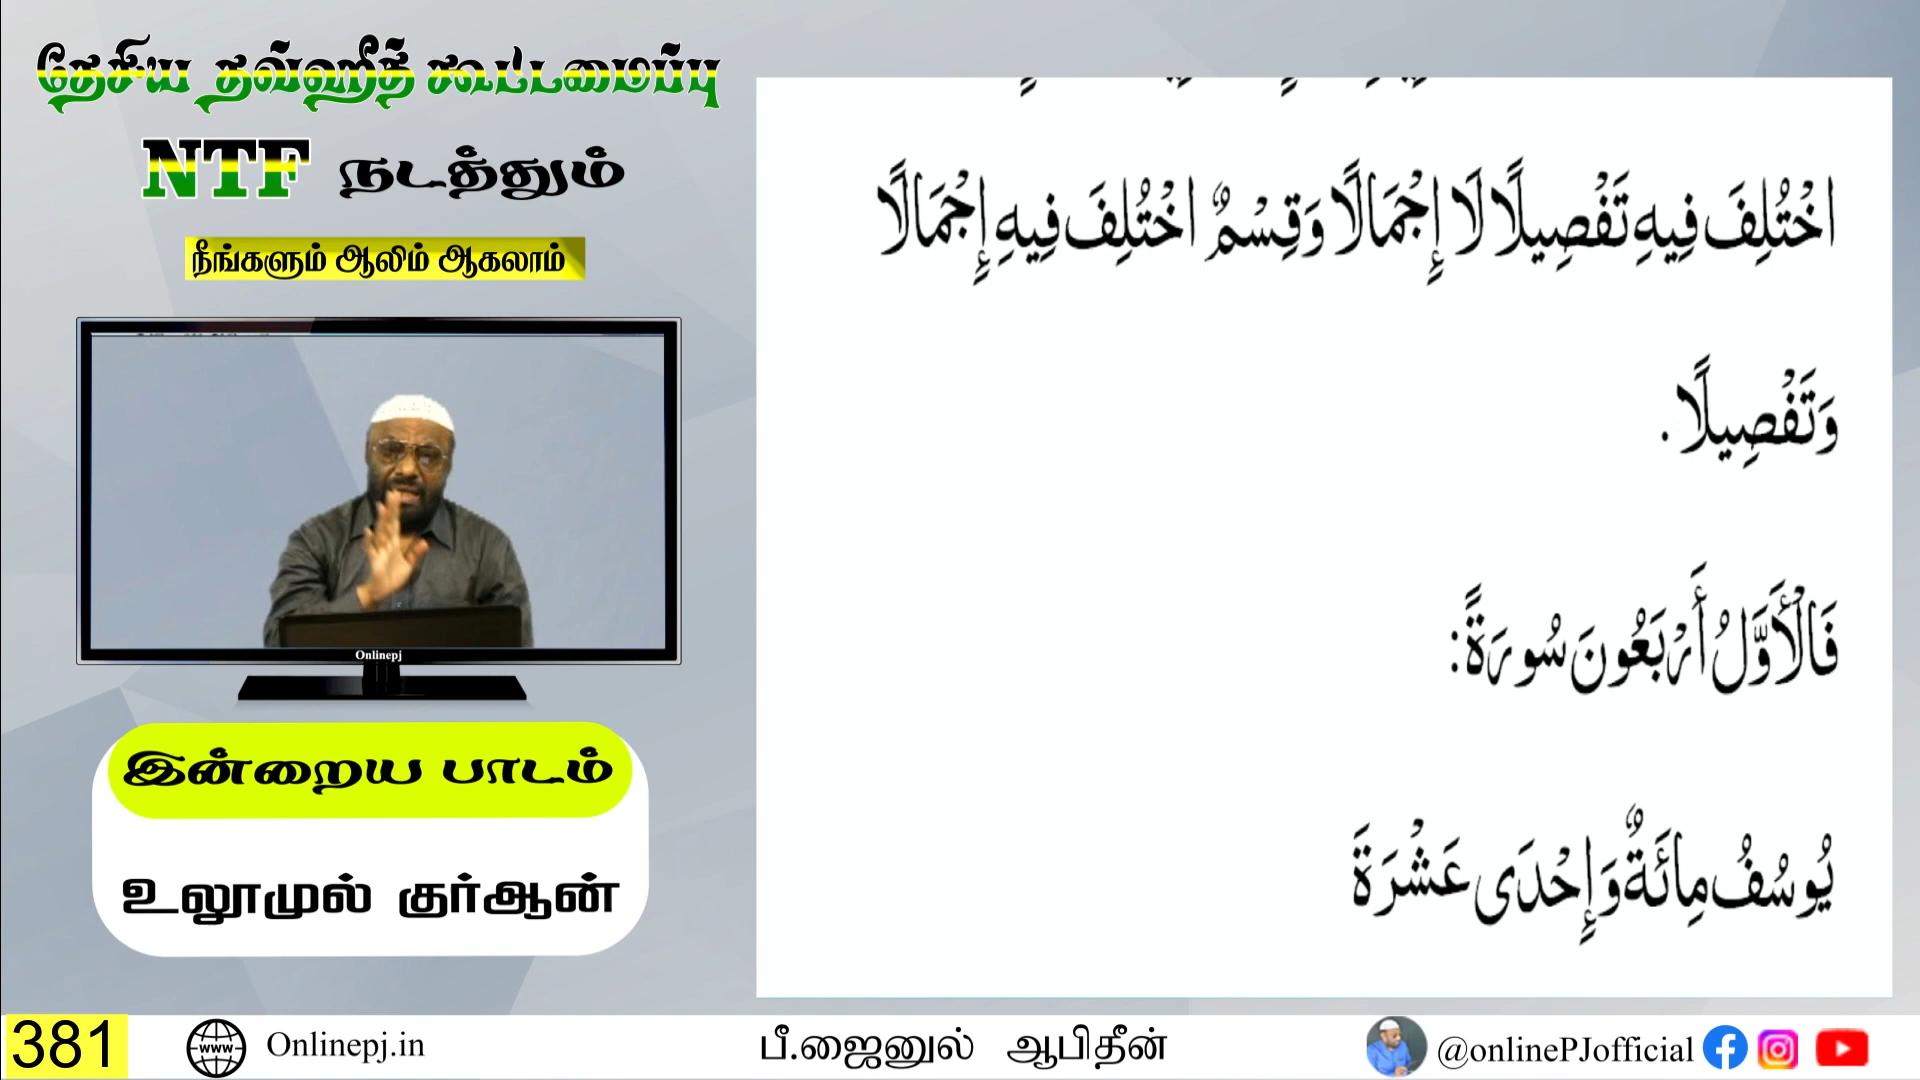 தேசிய தவ்ஹீத் கூட்டமைப்பு
NTF நடத்தும்
நீங்களும் ஆலிம் ஆகலாம்
Onlinepj
இன்றைய பாடம்
உலூமுல் குர்ஆன்
اخْتُلِفَ فِيهِ تَفْصِيلًا لَا إِجْمَالًا وَقِسْمٌ اخْتُلِفَ فِيهِ إِجْمَالًا
وَتَفْصِيلًا.
فَالْأَوَّلُ أَرْبَعُونَ سُورَةً:
يُوسُفُ مِائَةٌ وَإِحْدَى عَشْرَةَ
381
www
Onlinepj.in
பீ.ஜைனுல் ஆபிதீன்
@onlinePJofficial